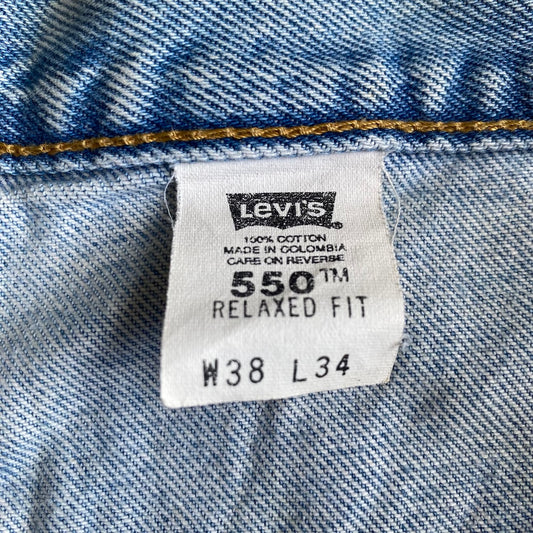 Levi's
100% COTTON
MADE IN COLOMBIA
CARE ON REVERSE
550™
RELAXED FIT
W38 L34